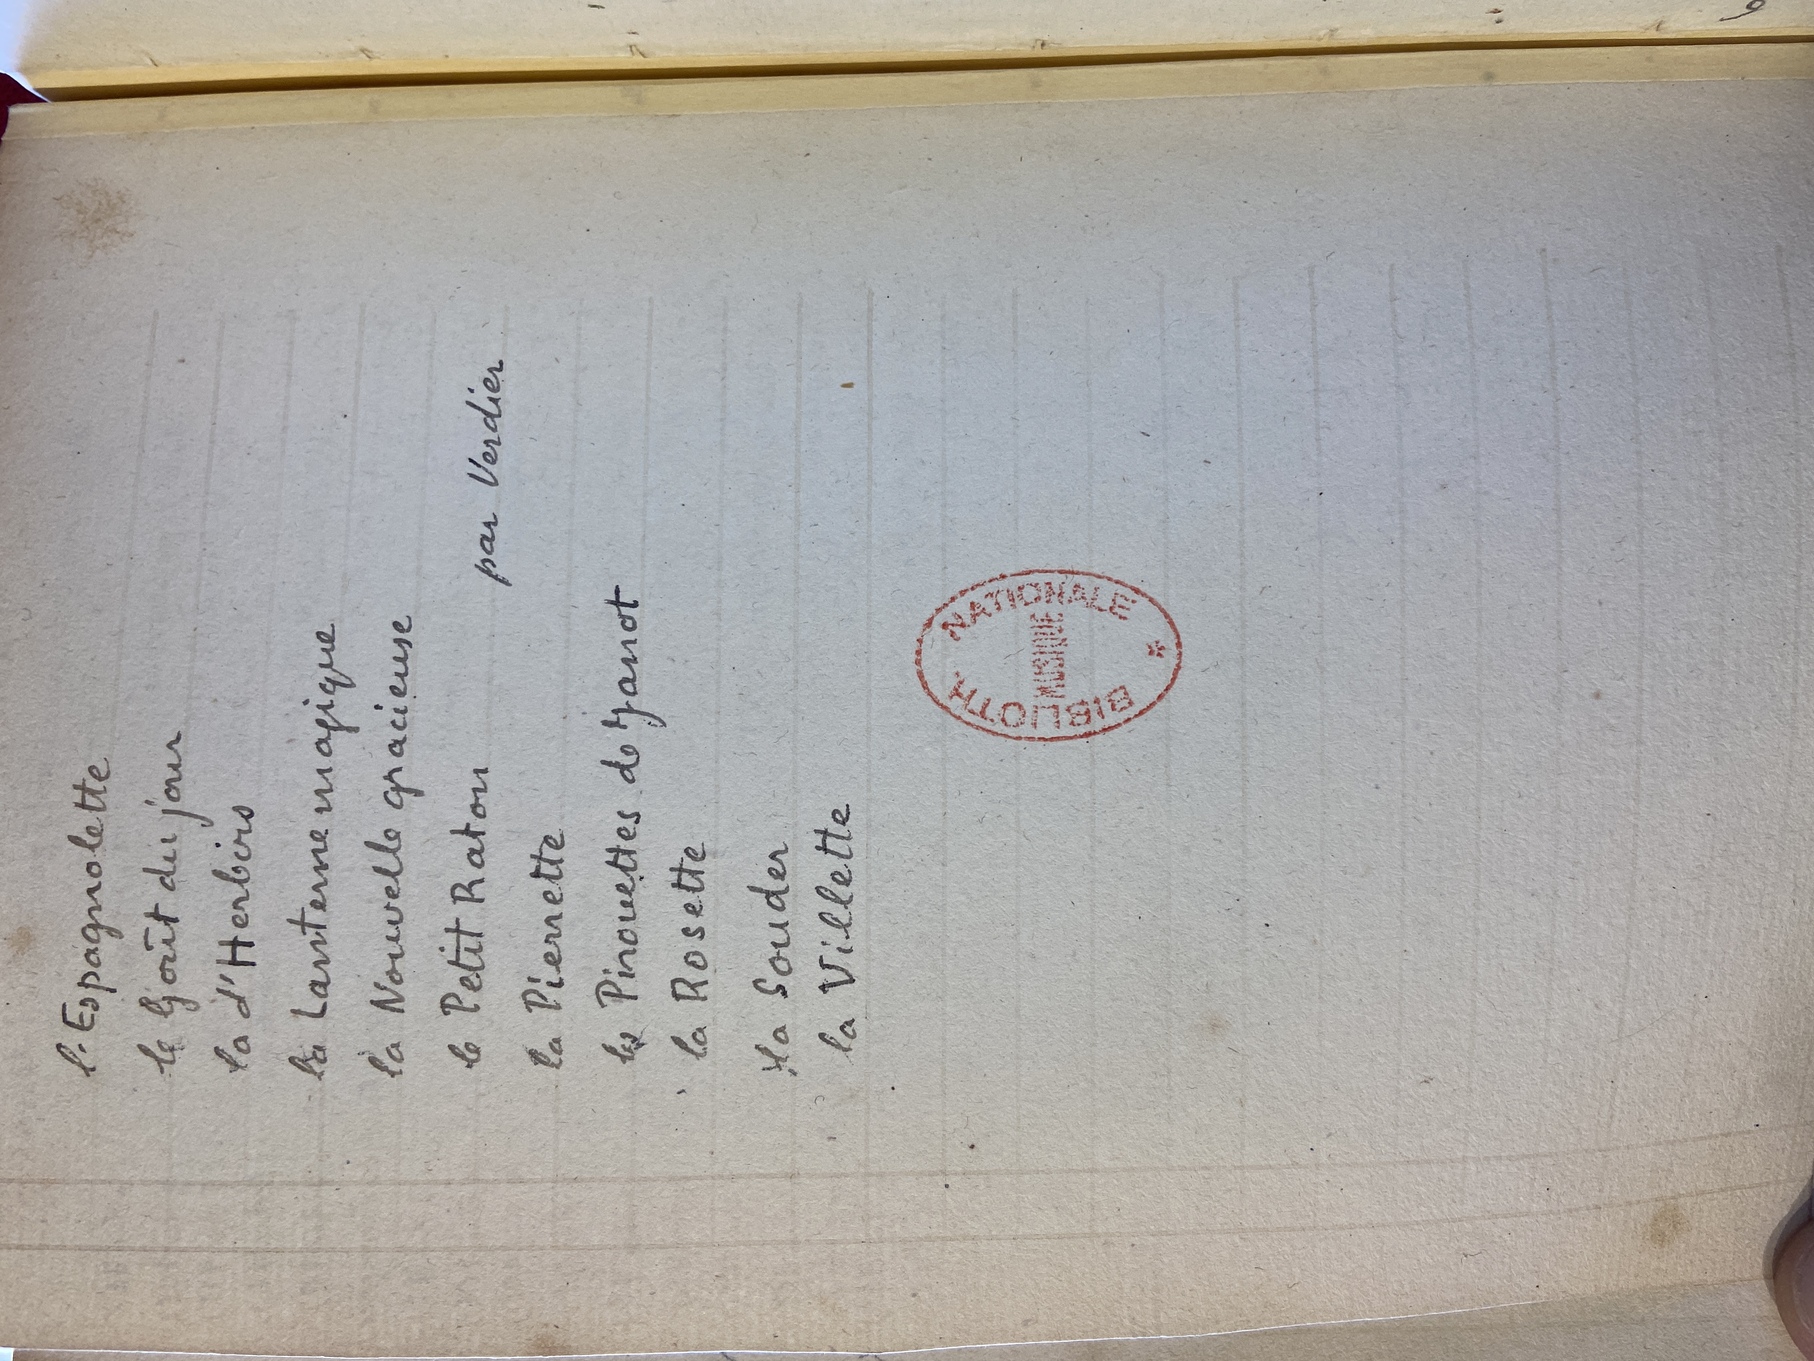 l'Espagnolette
le Goût du jour
la d'Herbois
la Lanterne magique
la Nouvelle gracieuse
le Petit Raton par Verdier
la Pierrette
les Pirouettes de Janot
la Rosette
la Souder
la Villette
BIBLIOTH. NATIONALE
MUSIQUE
*